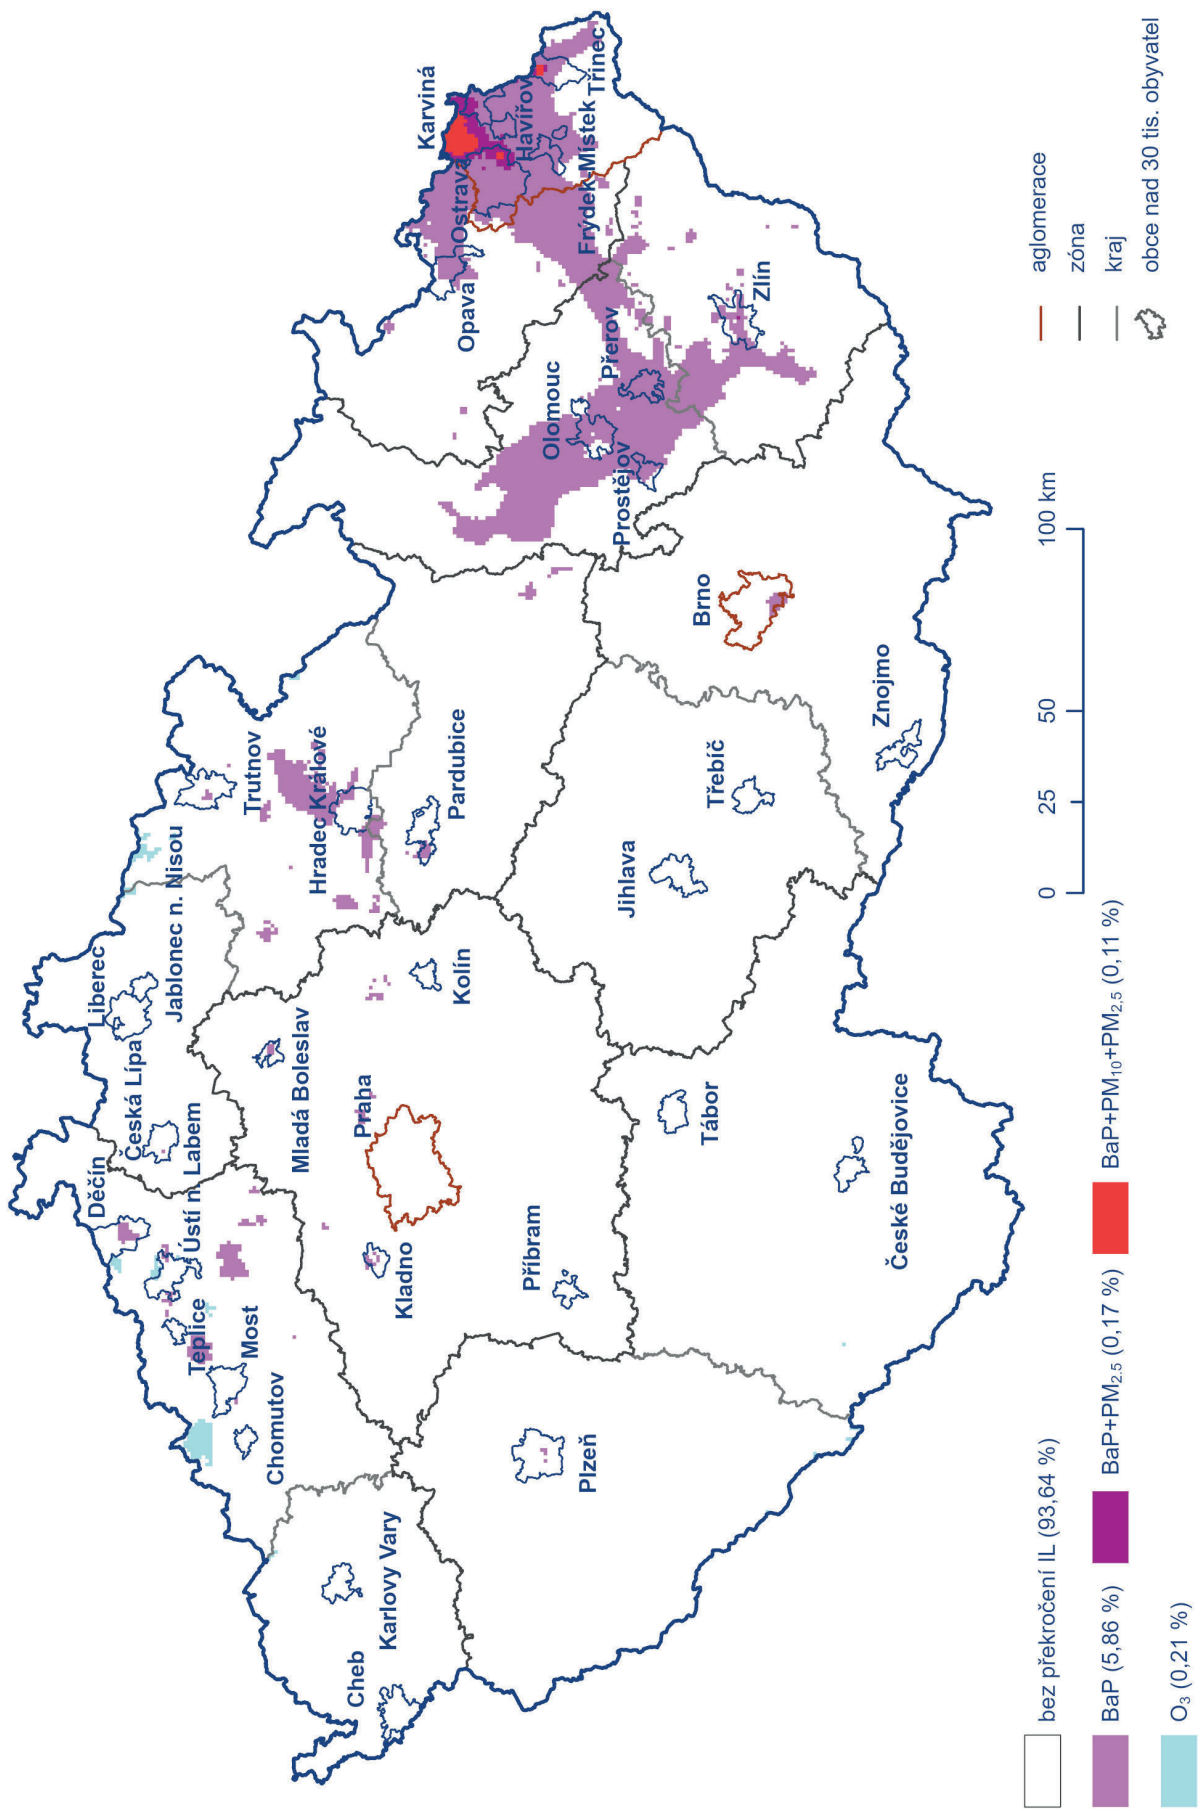 Děčín
Liberec
Česká Lípa
Jablonec n. Nisou
Ústí n. Labem
Teplice
Most
Chomutov
Trutnov
Mladá Boleslav
Hradec Králové
Karlovy Vary
Cheb
Kladno
Praha
Kolín
Pardubice
Karviná
Opava
Ostrava
Havířov
Třinec
Frýdek-Místek
Olomouc
Přerov
Prostějov
Zlín
Plzeň
Příbram
Tábor
Jihlava
Třebíč
Brno
České Budějovice
Znojmo
0 25 50 100 km
bez překročení IL (93,64 %)
BaP (5,86 %)
BaP+PM2.5 (0,17 %)
BaP+PM10+PM2,5 (0,11 %)
O3 (0,21 %)
aglomerace
zóna
kraj
obce nad 30 tis. obyvatel